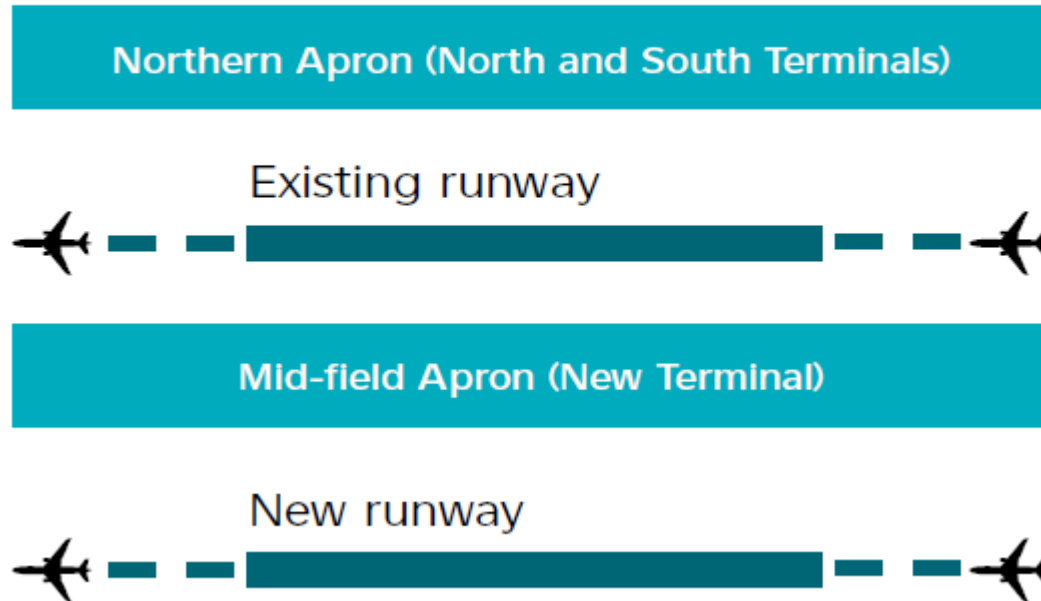 Northern Apron (North and South Terminals)
Existing runway
Mid-field Apron (New Terminal)
New runway